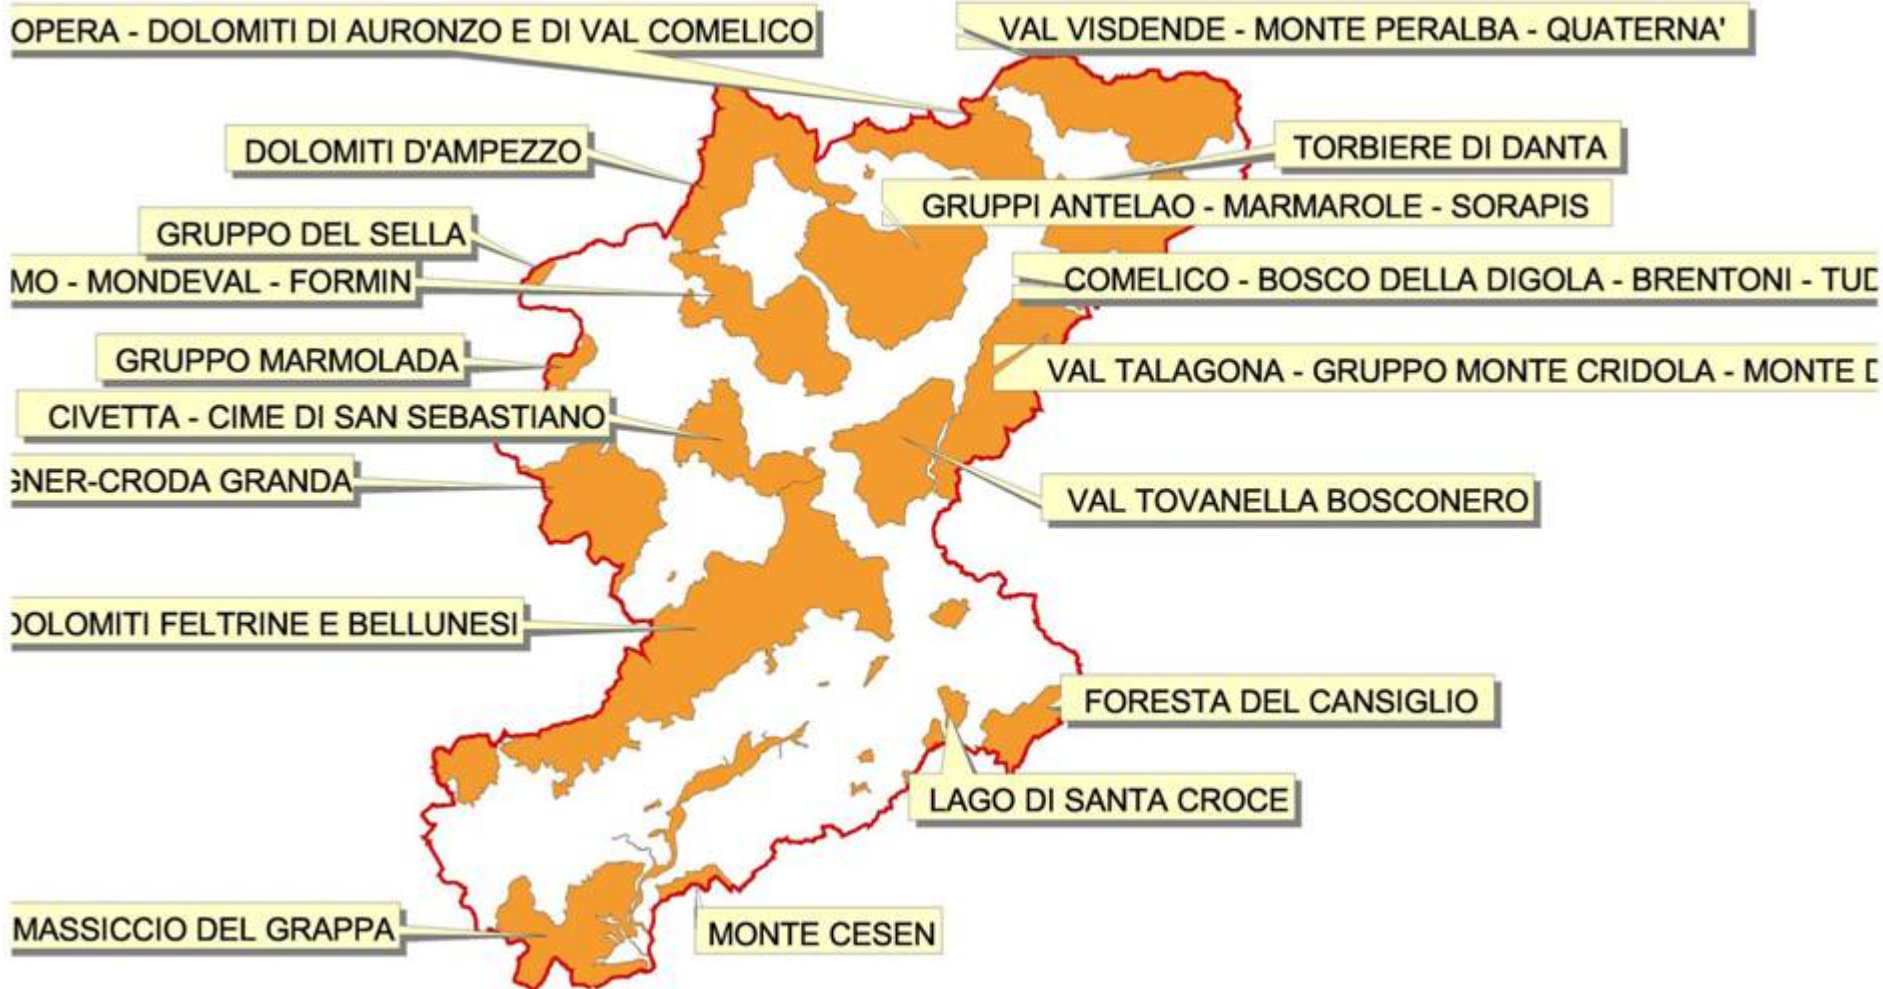 OPERA - DOLOMITI DI AURONZO E DI VAL COMELICO
VAL VISDENDE - MONTE PERALBA - QUATERNA'
DOLOMITI D'AMPEZZO
TORBIERE DI DANTA
GRUPPI ANTELAO - MARMAROLE - SORAPIS
GRUPPO DEL SELLA
MO - MONDEVAL - FORMIN
COMELICO - BOSCO DELLA DIGOLA - BRENTONI - TUD
GRUPPO MARMOLADA
VAL TALAGONA - GRUPPO MONTE CRIDOLA - MONTE D
CIVETTA - CIME DI SAN SEBASTIANO
GNER-CRODA GRANDA
VAL TOVANELLA BOSCONERO
DOLOMITI FELTRINE E BELLUNESI
FORESTA DEL CANSIGLIO
LAGO DI SANTA CROCE
MASSICCIO DEL GRAPPA
MONTE CESEN